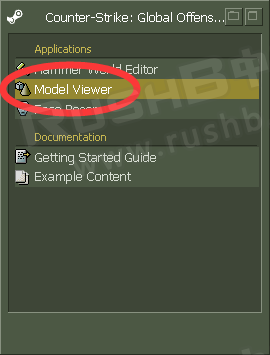 Counter-Strike: Global Offens...
Applications
Hammer World Editor
Model Viewer
Face Poser
Documentation
Getting Started Guide
Example Content
RUSHB
www.rushb